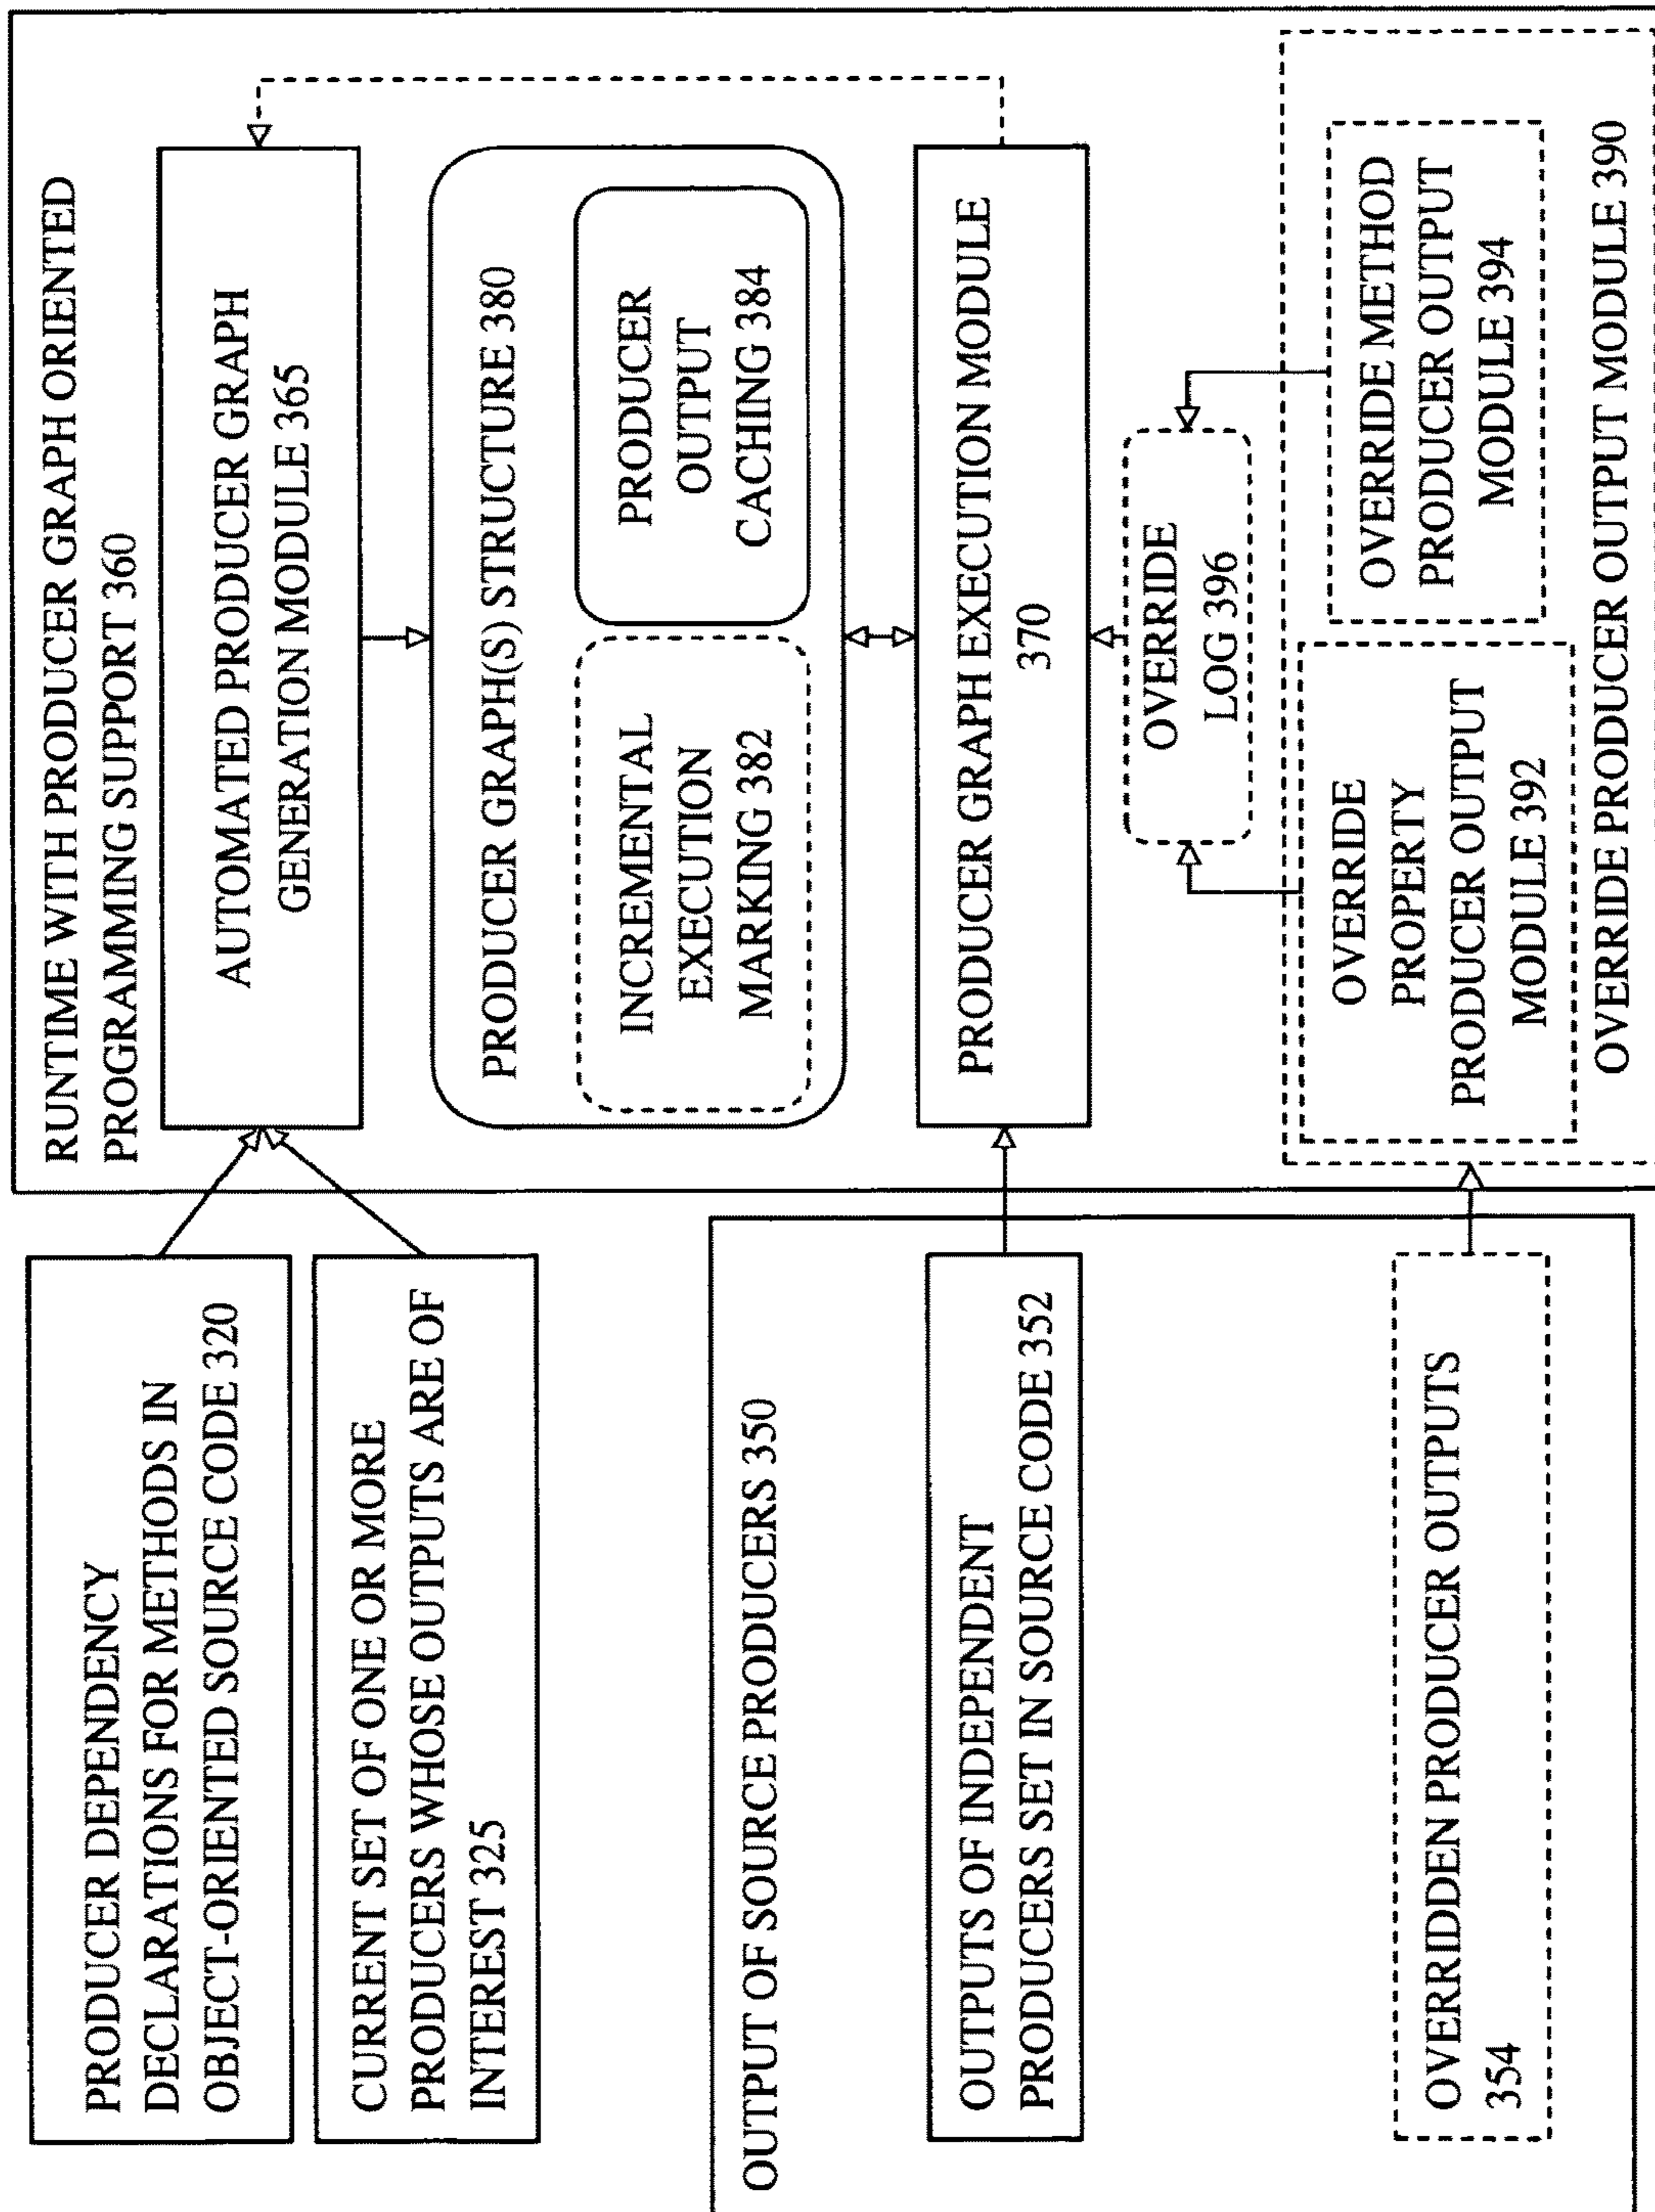 PRODUCER DEPENDENCY
DECLARATIONS FOR METHODS IN
OBJECT-ORIENTED SOURCE CODE 320
CURRENT SET OF ONE OR MORE
PRODUCERS WHOSE OUTPUTS ARE OF
INTEREST 325
OUTPUT OF SOURCE PRODUCERS 350
OUTPUTS OF INDEPENDENT
PRODUCERS SET IN SOURCE CODE 352
OVERRIDDEN PRODUCER OUTPUTS
354
RUNTIME WITH PRODUCER GRAPH ORIENTED
PROGRAMMING SUPPORT 360
AUTOMATED PRODUCER GRAPH
GENERATION MODULE 365
PRODUCER GRAPH(S) STRUCTURE 380
INCREMENTAL
EXECUTION
MARKING 382
PRODUCER
OUTPUT
CACHING 384
PRODUCER GRAPH EXECUTION MODULE
370
OVERRIDE
LOG 396
OVERRIDE
PROPERTY
PRODUCER OUTPUT
MODULE 392
OVERRIDE METHOD
PRODUCER OUTPUT
MODULE 394
OVERRIDE PRODUCER OUTPUT MODULE 390